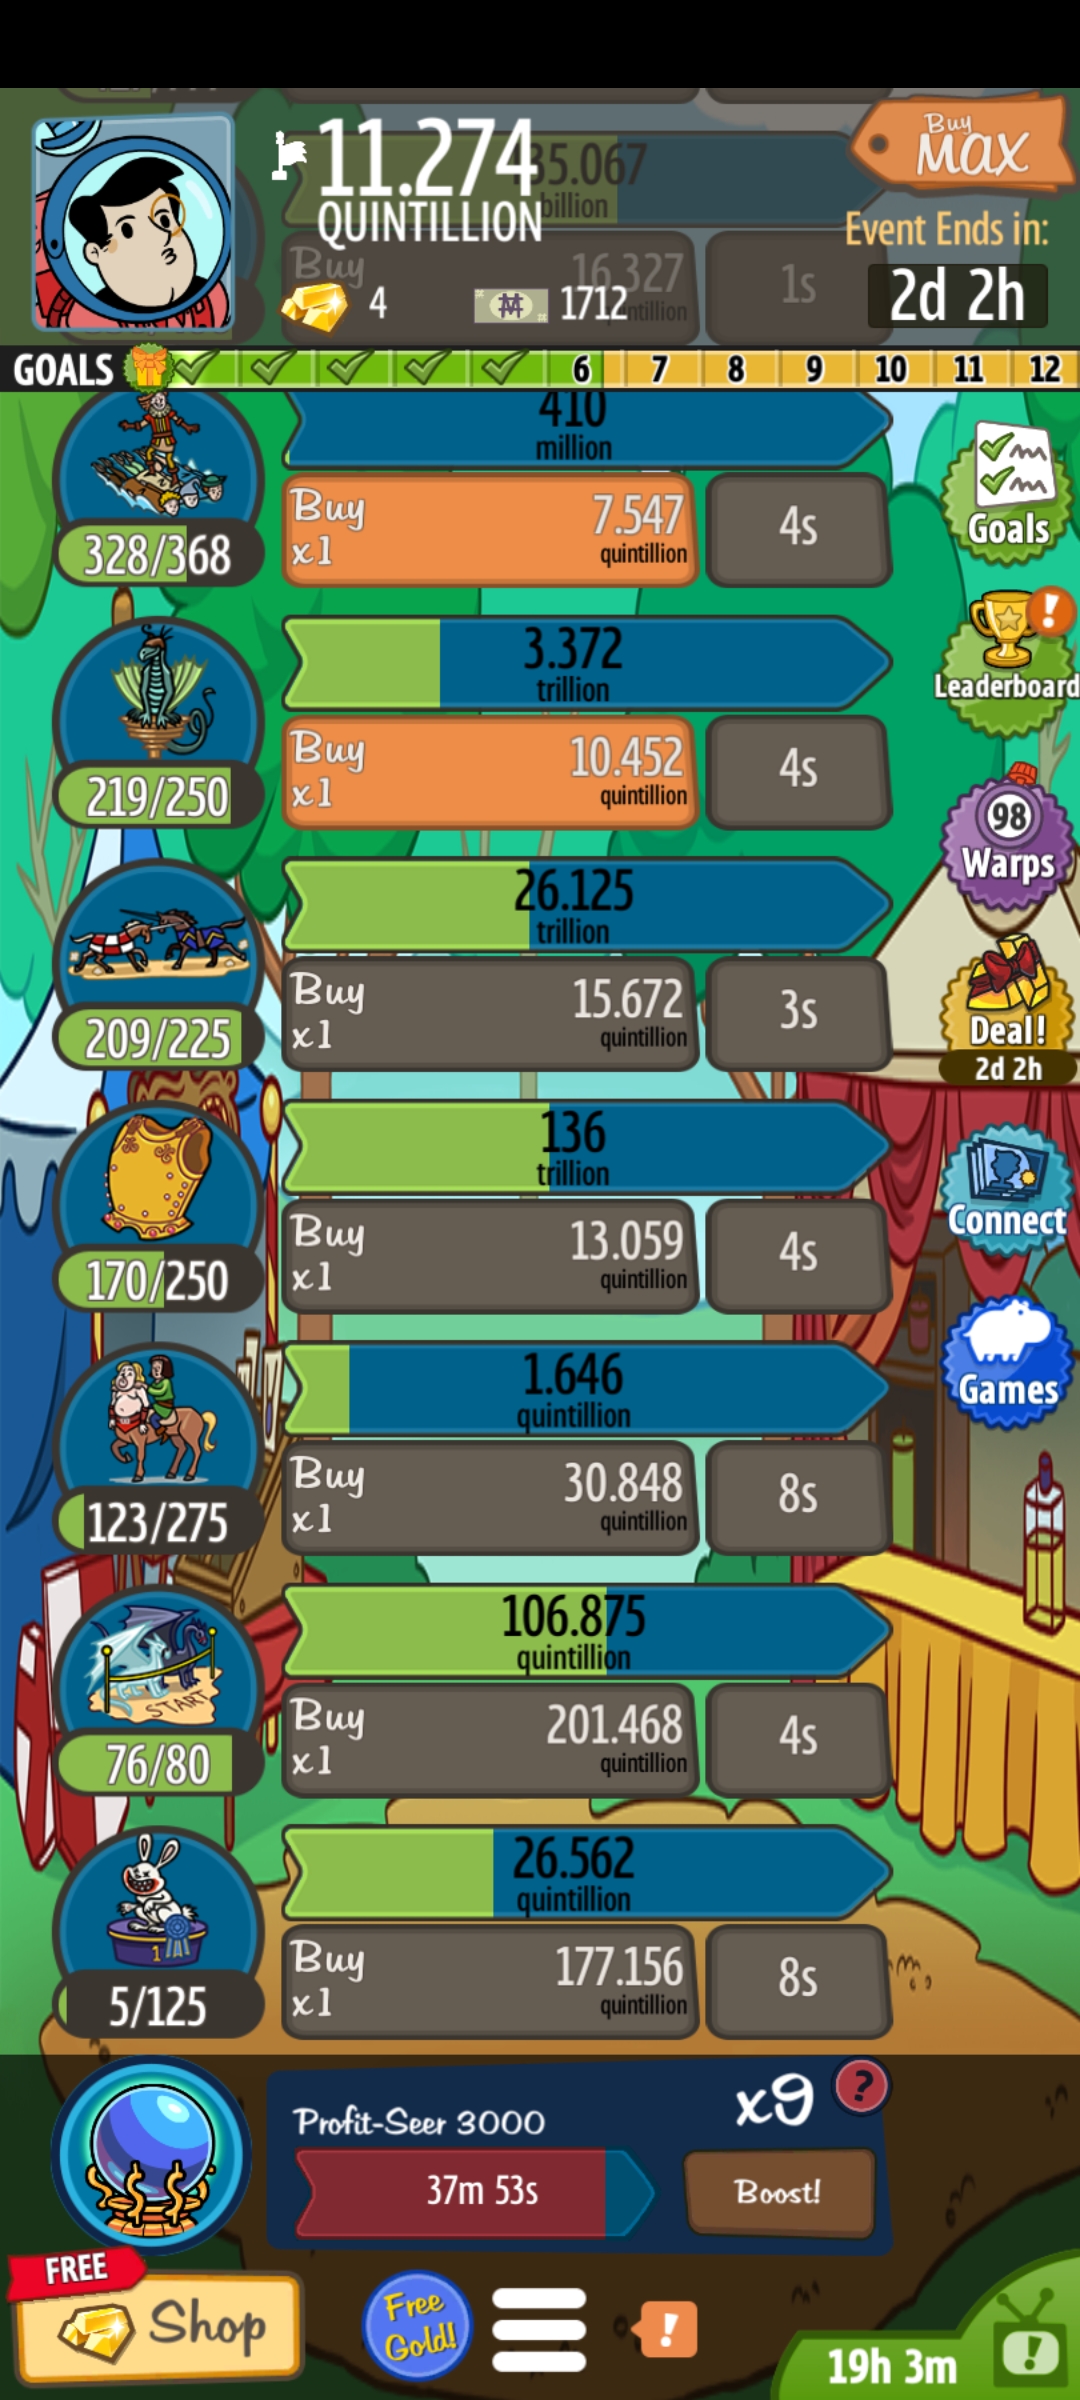 11.274
QUINTILLION
35.067
billion
Buy
16.327
1s
4
1712
Buy
MAX
Event Ends in:
2d 2h
GOALS
6 7 8 9 10 11 12
410
million
328/368
Buy
x1
7.547
quintillion
4s
Goals
3.372
trillion
219/250
Buy
x1
10.452
quintillion
4s
!
Leaderboard
98
Warps
26.125
trillion
209/225
Buy
x1
15.672
quintillion
3s
Deal!
2d 2h
136
trillion
170/250
Buy
x1
13.059
quintillion
4s
Connect
1.646
quintillion
123/275
Buy
x1
30.848
quintillion
8s
Games
106.875
quintillion
START
76/80
Buy
x1
201.468
quintillion
4s
26.562
quintillion
1
5/125
Buy
x1
177.156
quintillion
8s
Profit-Seer 3000
x9
?
37m 53s
Boost!
FREE
Shop
Free
Gold!
!
19h 3m
!